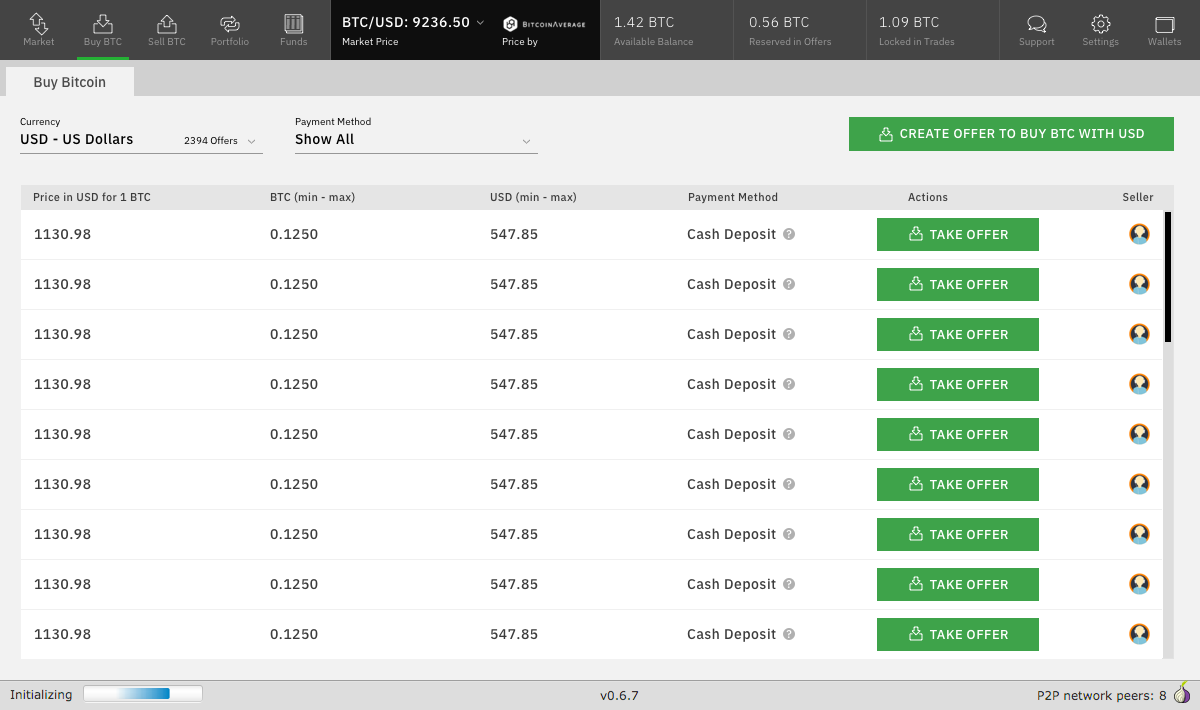 BTC/USD: 9236.50 BITCOINAVERAGE 1.42 BTC 0.56 BTC 1.09 BTC
Market Buy BTC Sell BTC Portfolio Funds Market Price Price by Available Balance Reserved in Offers Locked in Trades Support Settings Wallets
Buy Bitcoin
Currency Payment Method
USD - US Dollars 2394 Offers Show All CREATE OFFER TO BUY BTC WITH USD
Price in USD for 1 BTC BTC (min - max) USD (min - max) Payment Method Actions Seller
1130.98 0.1250 547.85 Cash Deposit ? TAKE OFFER
1130.98 0.1250 547.85 Cash Deposit ? TAKE OFFER
1130.98 0.1250 547.85 Cash Deposit ? TAKE OFFER
1130.98 0.1250 547.85 Cash Deposit ? TAKE OFFER
1130.98 0.1250 547.85 Cash Deposit ? TAKE OFFER
1130.98 0.1250 547.85 Cash Deposit ? TAKE OFFER
1130.98 0.1250 547.85 Cash Deposit ? TAKE OFFER
1130.98 0.1250 547.85 Cash Deposit ? TAKE OFFER
1130.98 0.1250 547.85 Cash Deposit ? TAKE OFFER
Initializing v0.6.7 P2P network peers: 8